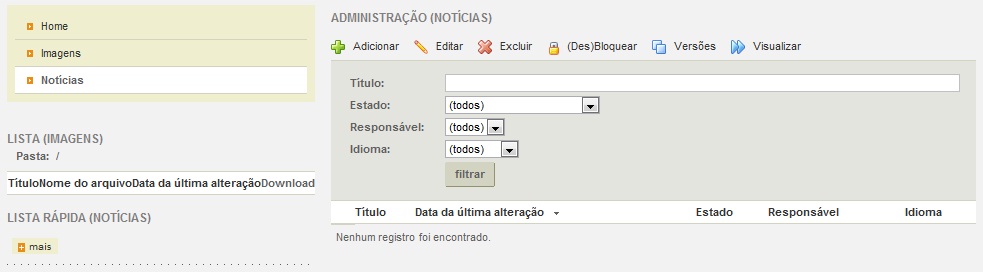 Home
Imagens
Notícias
LISTA (IMAGENS)
Pasta: /
TítuloNome do arquivoData da última alteraçãoDownload
LISTA RÁPIDA (NOTÍCIAS)
mais
ADMINISTRAÇÃO (NOTÍCIAS)
Adicionar Editar Excluir (Des)Bloquear Versões Visualizar
Título:
Estado: (todos)
Responsável: (todos)
Idioma: (todos)
filtrar
Título Data da última alteração Estado Responsável Idioma
Nenhum registro foi encontrado.